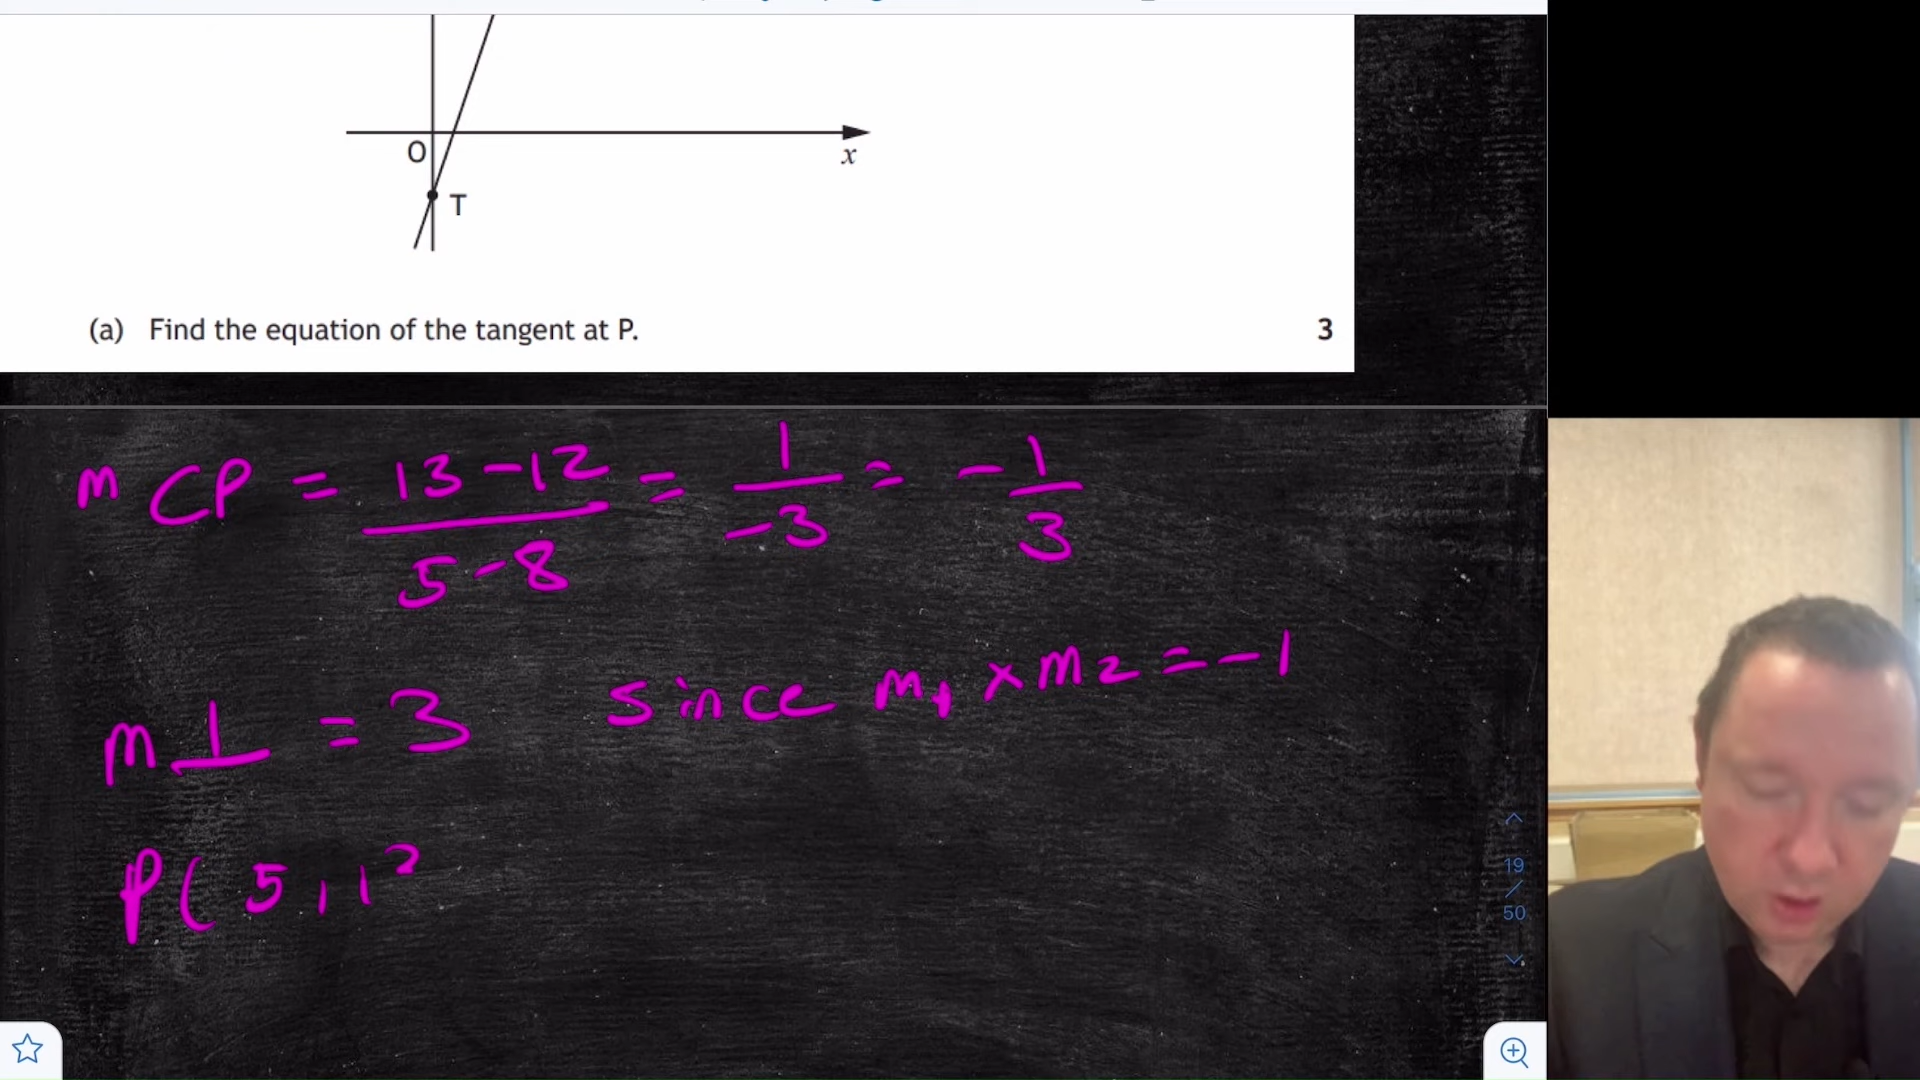 O
x
T
(a) Find the equation of the tangent at P.
3
m CP = 13-12 / 5-8 = 1 / -3 = -1 / 3
m⊥ = 3 since m₁ × m₂ = -1
P(5,13
19
/
50